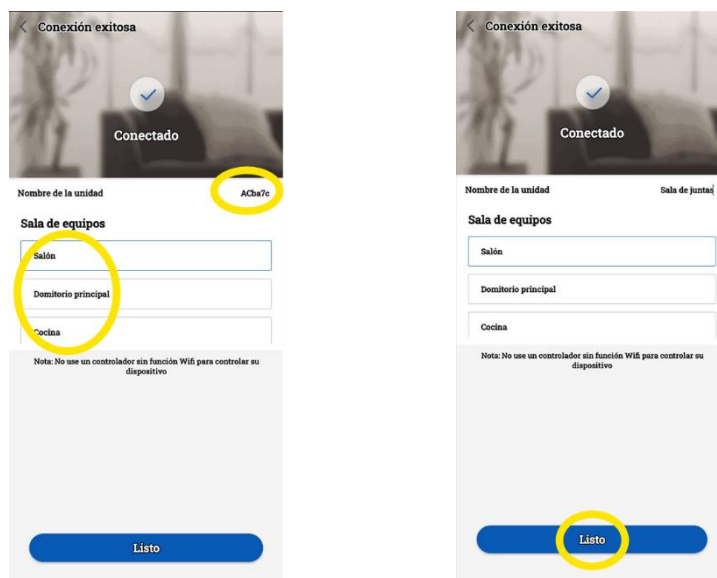 Conexión exitosa
Conectado
Nombre de la unidad ACba7c
Sala de equipos
Salón
Domitorio principal
Cocina
Nota: No use un controlador sin función Wifi para controlar su
dispositivo
Listo
Conexión exitosa
Conectado
Nombre de la unidad Sala de juntas
Sala de equipos
Salón
Domitorio principal
Cocina
Nota: No use un controlador sin función Wifi para controlar su
dispositivo
Listo